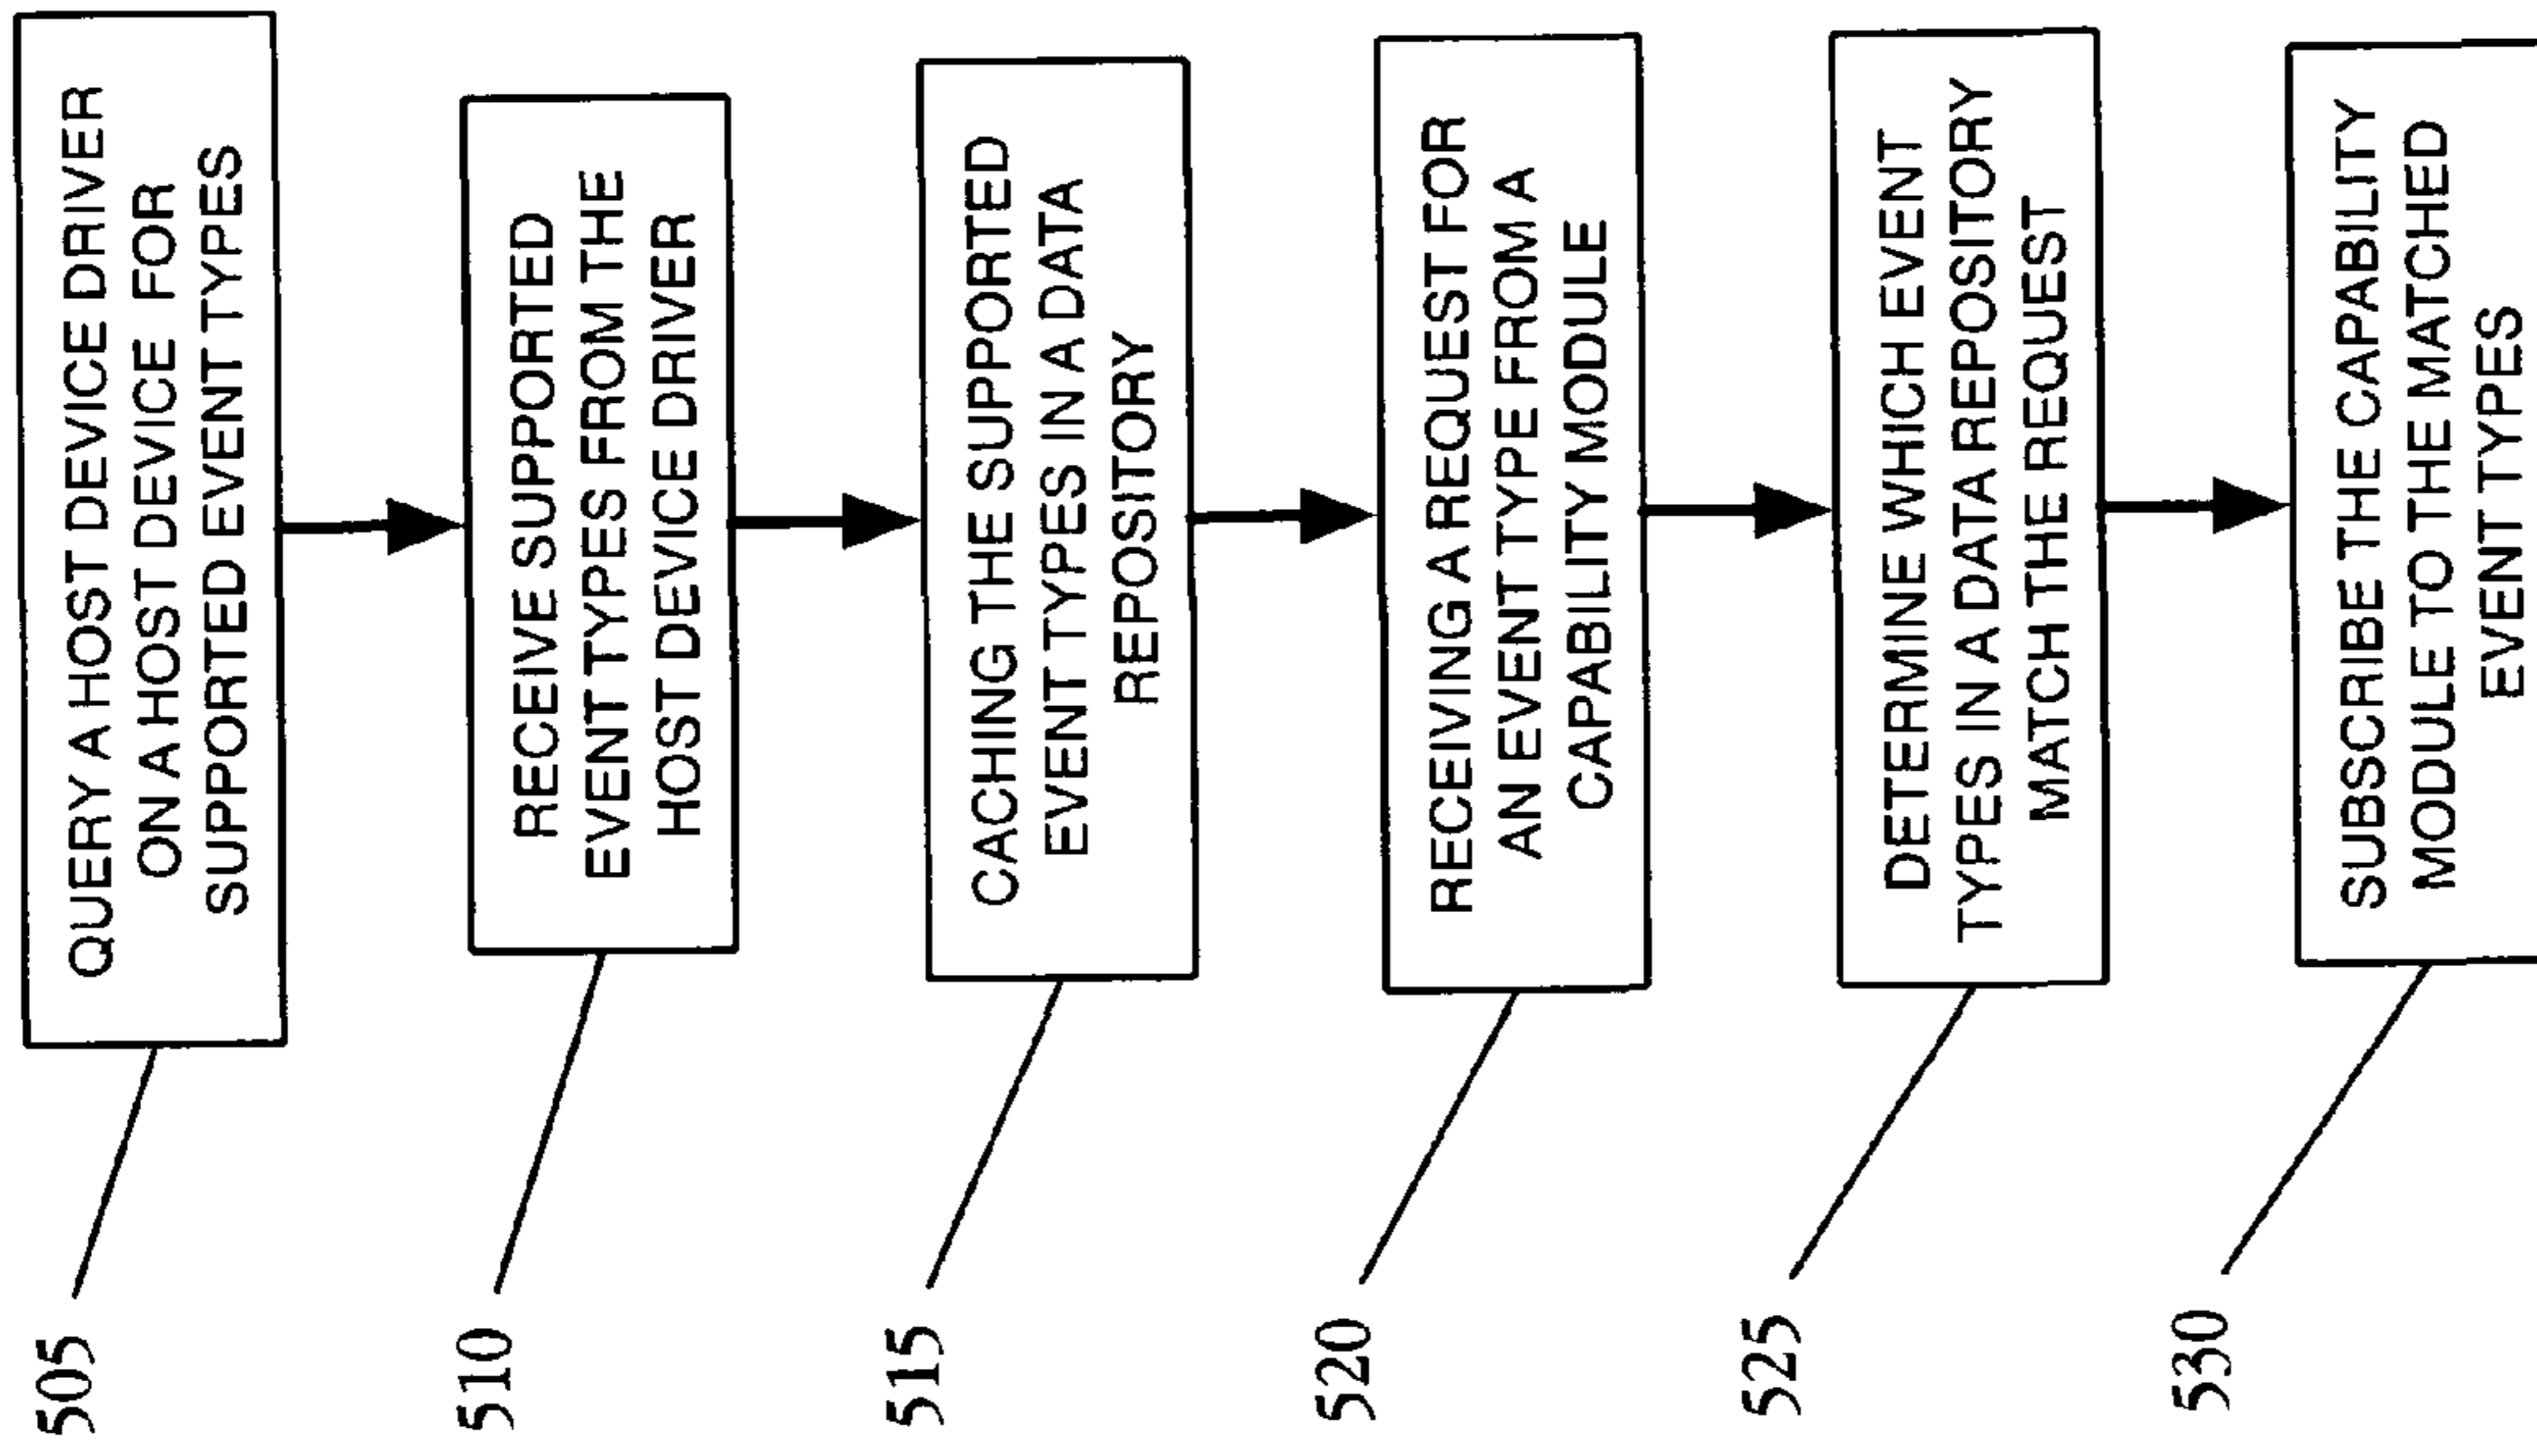 505
QUERY A HOST DEVICE DRIVER
ON A HOST DEVICE FOR
SUPPORTED EVENT TYPES
510
RECEIVE SUPPORTED
EVENT TYPES FROM THE
HOST DEVICE DRIVER
515
CACHING THE SUPPORTED
EVENT TYPES IN A DATA
REPOSITORY
520
RECEIVING A REQUEST FOR
AN EVENT TYPE FROM A
CAPABILITY MODULE
525
DETERMINE WHICH EVENT
TYPES IN A DATA REPOSITORY
MATCH THE REQUEST
530
SUBSCRIBE THE CAPABILITY
MODULE TO THE MATCHED
EVENT TYPES